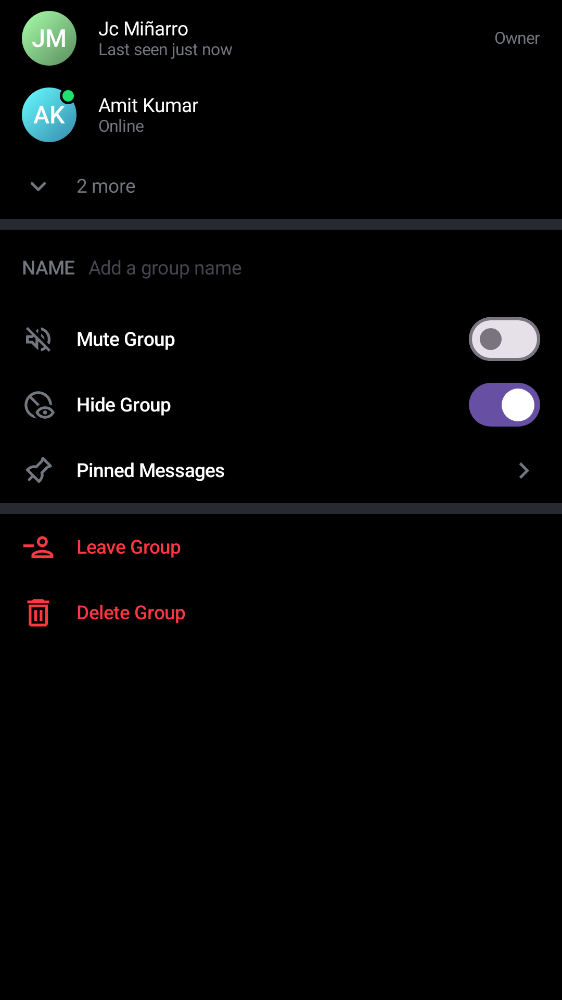 JM
Jc Miñarro
Last seen just now
Owner
AK
Amit Kumar
Online
2 more
NAME Add a group name
Mute Group
Hide Group
Pinned Messages
Leave Group
Delete Group